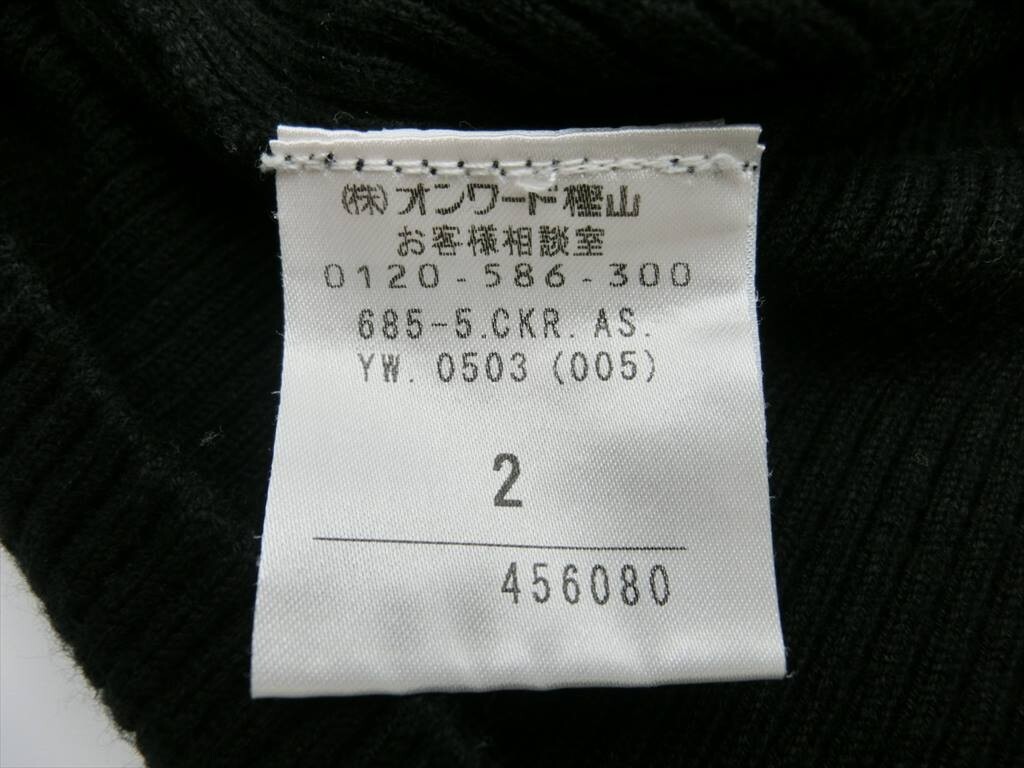 (株)オンワード樫山
お客様相談室
0120-586-300
685-5.CKR. AS.
YW. 0503 (005)
2
456080